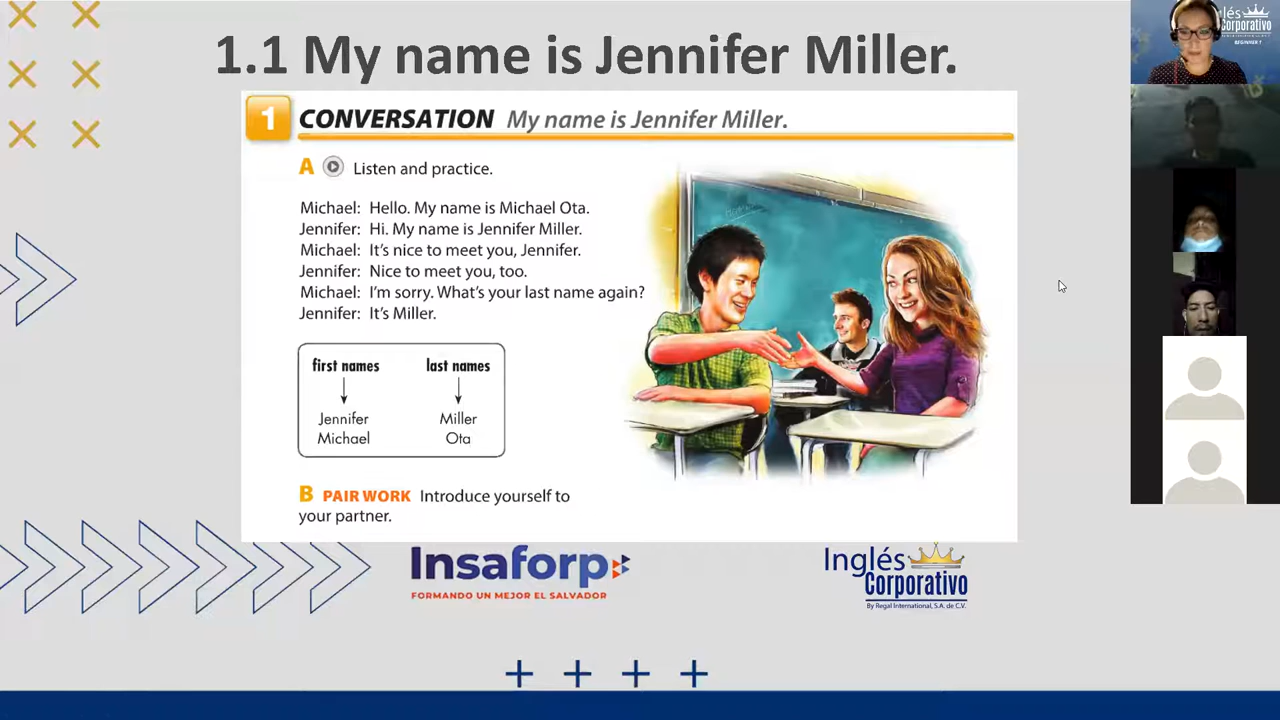 1.1 My name is Jennifer Miller.
1 CONVERSATION My name is Jennifer Miller.
A Listen and practice.
Michael: Hello. My name is Michael Ota.
Jennifer: Hi. My name is Jennifer Miller.
Michael: It's nice to meet you, Jennifer.
Jennifer: Nice to meet you, too.
Michael: I'm sorry. What's your last name again?
Jennifer: It's Miller.
first names last names
Jennifer Miller
Michael Ota
B PAIR WORK Introduce yourself to
your partner.
Insaforp
FORMANDO UN MEJOR EL SALVADOR
Inglés
Corporativo
By Regal International, S.A. de C.V.
lés
Corporativo
BEGINNER 1